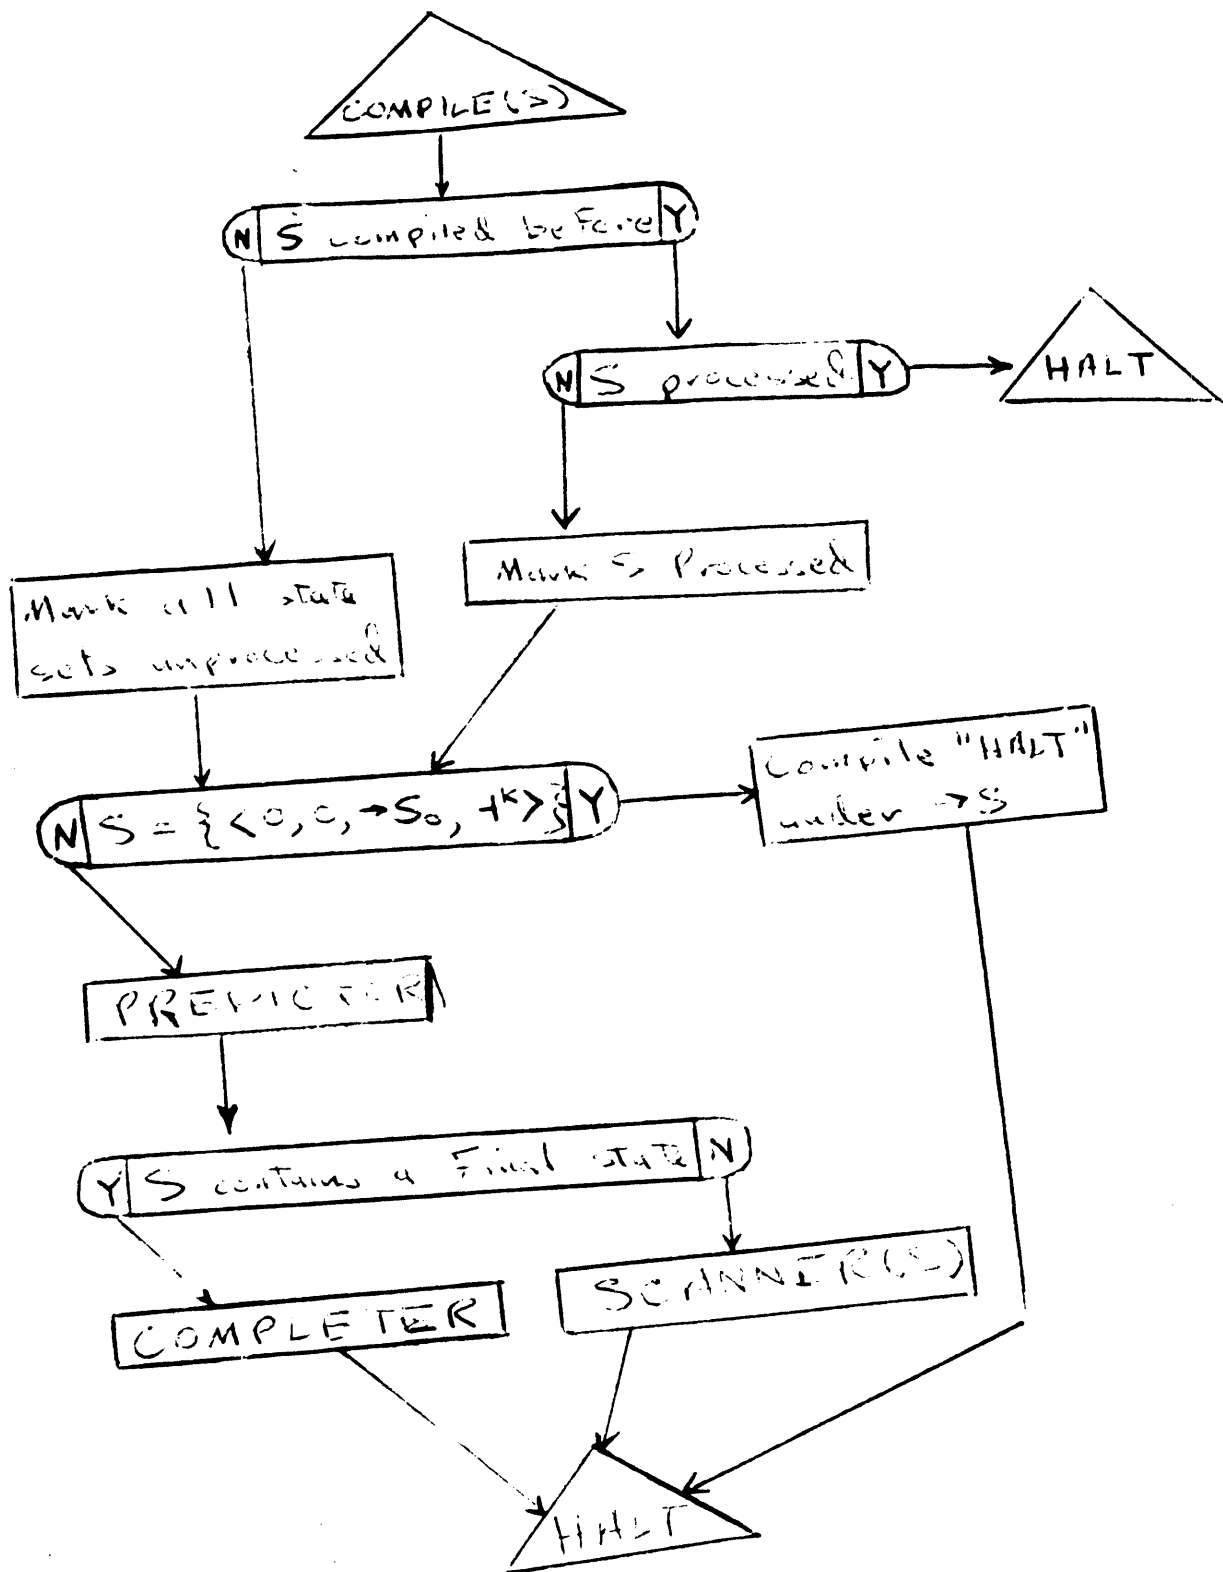 COMPILE(S)
N S compiled before Y
N S processed Y
HALT
Mark all state
sets unprocessed
Mark S Processed
N S = {<0, 0, →S₀, ⊣ᴷ>} Y
Compile "HALT"
under →S
PREDICTER
Y S contains a Final state N
COMPLETER
SCANNER(S)
HALT